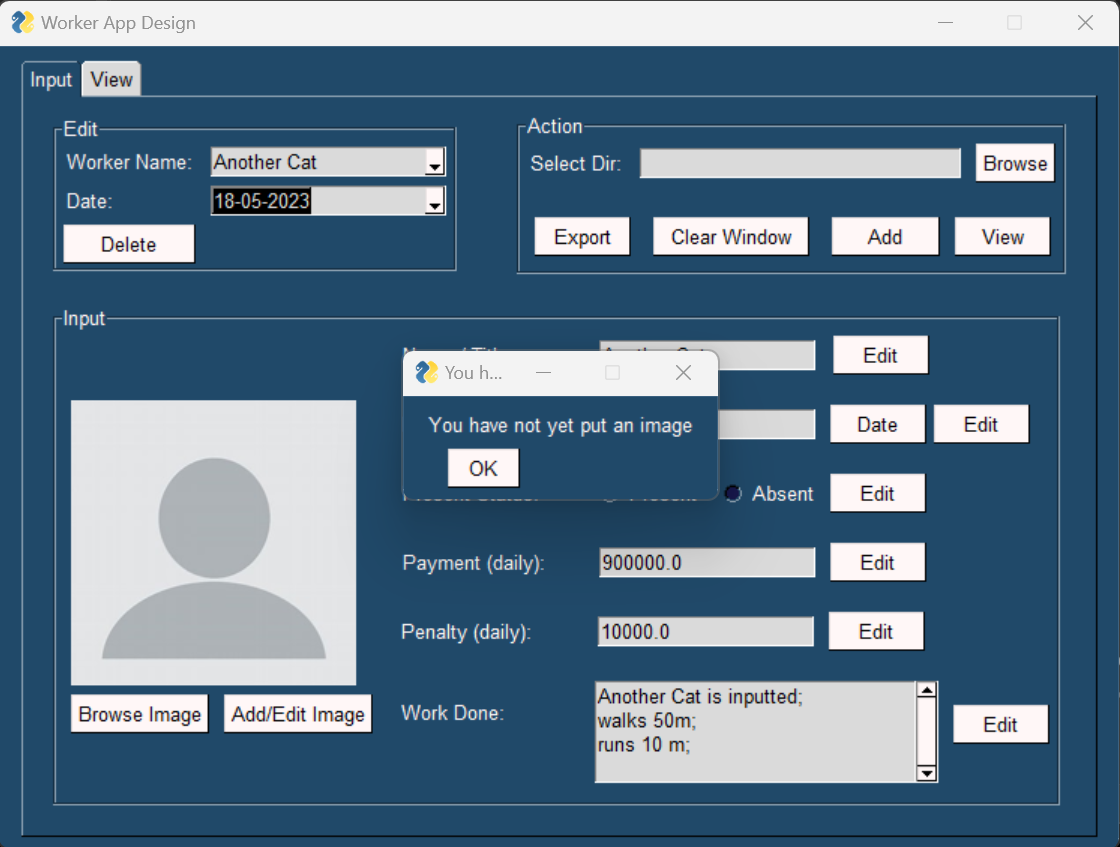 Worker App Design
Input View
Edit
Worker Name: Another Cat
Date: 18-05-2023
Delete
Action
Select Dir: Browse
Export Clear Window Add View
Input
Edit
You h...
You have not yet put an image
OK
Date Edit
Absent Edit
Payment (daily): 900000.0 Edit
Penalty (daily): 10000.0 Edit
Browse Image Add/Edit Image
Work Done:
Another Cat is inputted;
walks 50m;
runs 10 m;
Edit